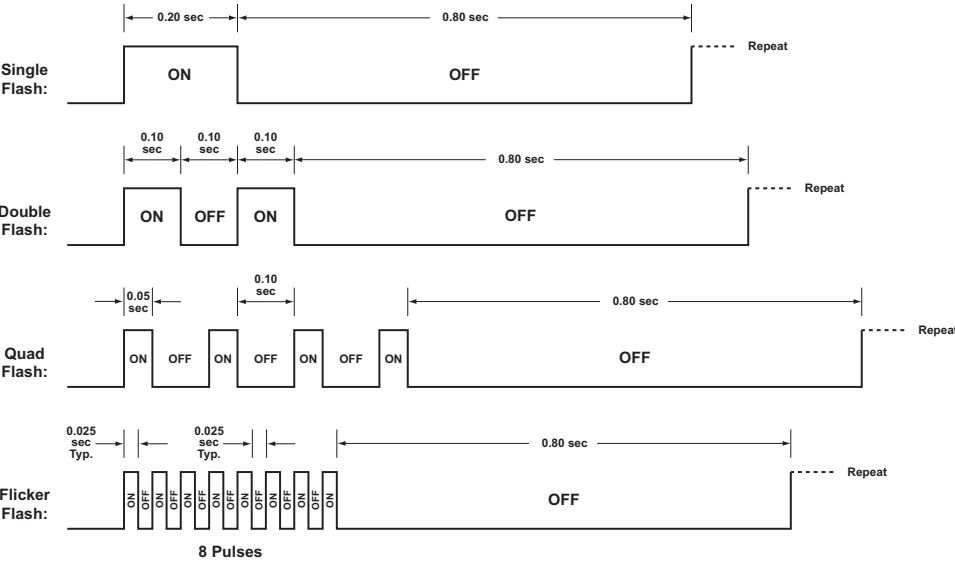 0.20 sec 0.80 sec
Repeat
Single
Flash:
ON OFF
0.10
sec
0.10
sec
0.10
sec
0.80 sec
Repeat
Double
Flash:
ON OFF ON OFF
0.05
sec
0.10
sec
0.80 sec
Repeat
Quad
Flash:
ON OFF ON OFF ON OFF ON OFF
0.025
sec
Typ.
0.025
sec
Typ.
0.80 sec
Repeat
Flicker
Flash:
ON OFF ON OFF ON OFF ON OFF ON OFF ON OFF ON OFF ON OFF
8 Pulses